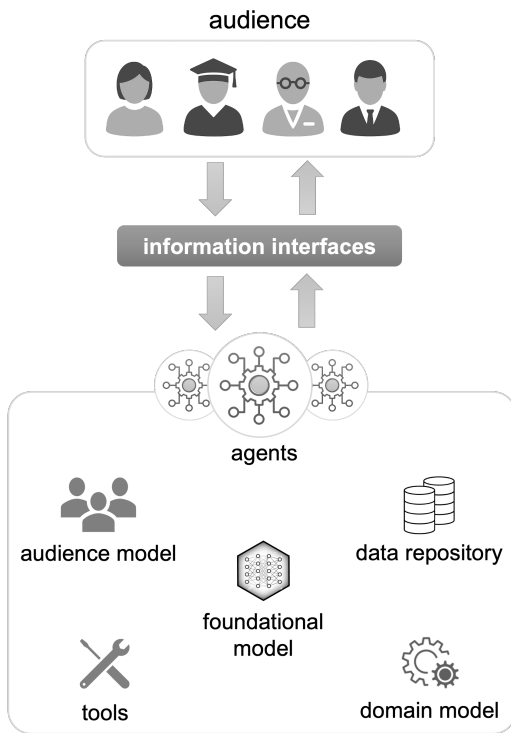 audience
information interfaces
agents
audience model
data repository
foundational
model
tools
domain model